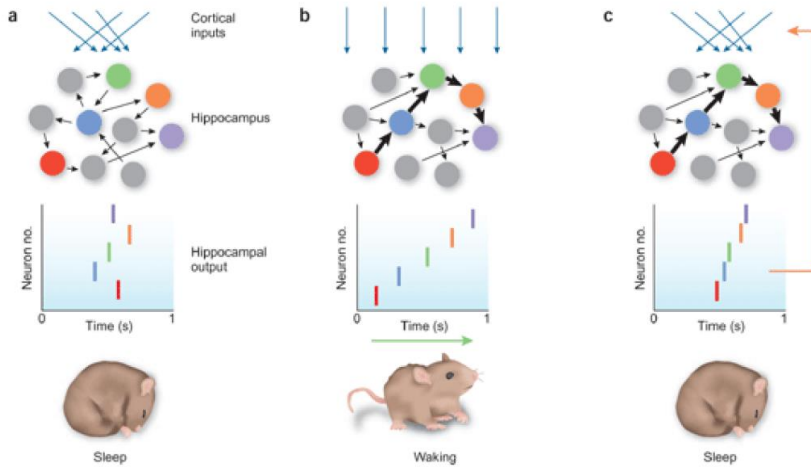 a
Cortical
inputs
Hippocampus
Neuron no.
Hippocampal
output
0
1
Time (s)
Sleep
b
Neuron no.
0
1
Time (s)
Waking
c
Neuron no.
0
1
Time (s)
Sleep